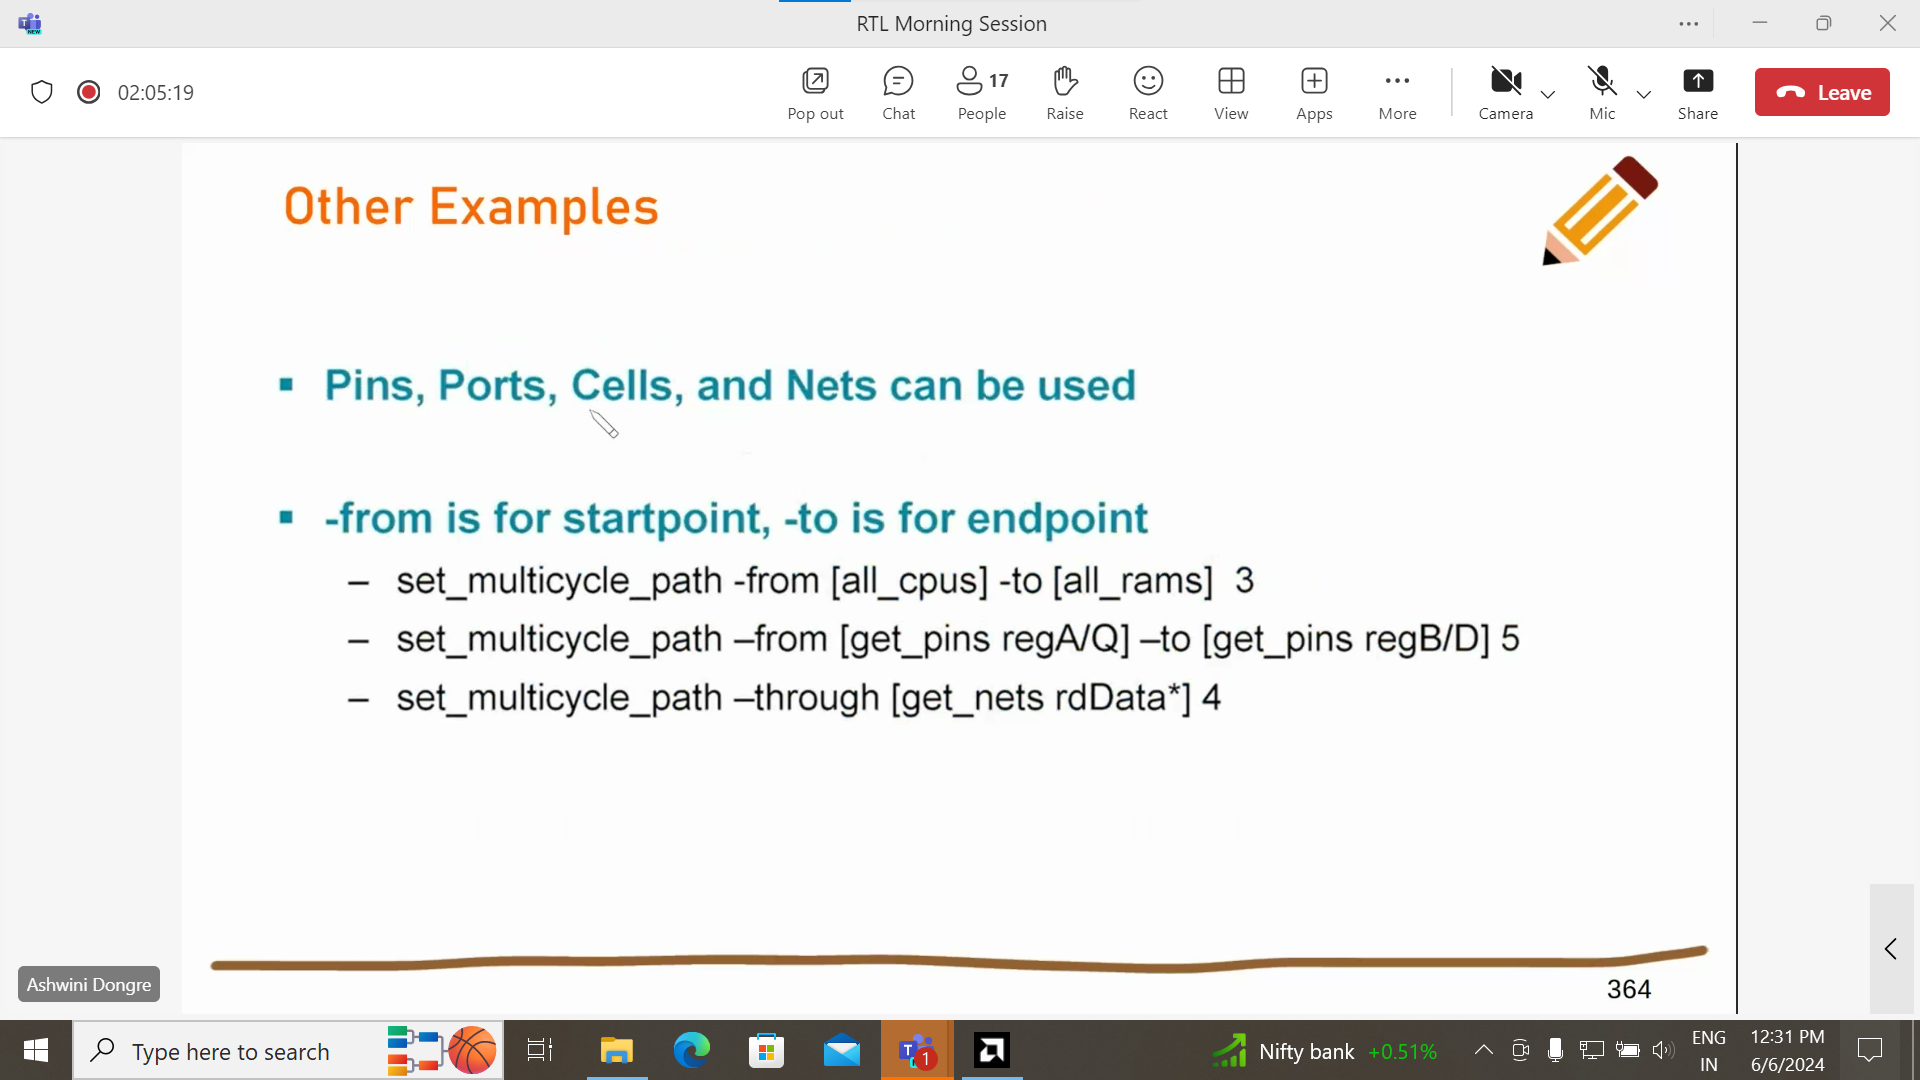 RTL Morning Session
02:05:19
Pop out
Chat
17
People
Raise
React
View
Apps
More
Camera
Mic
Share
Leave
Other Examples
▪ Pins, Ports, Cells, and Nets can be used
▪ -from is for startpoint, -to is for endpoint
– set_multicycle_path -from [all_cpus] -to [all_rams] 3
– set_multicycle_path –from [get_pins regA/Q] –to [get_pins regB/D] 5
– set_multicycle_path –through [get_nets rdData*] 4
Ashwini Dongre
364
Type here to search
1
Nifty bank +0.51%
ENG
IN
12:31 PM
6/6/2024